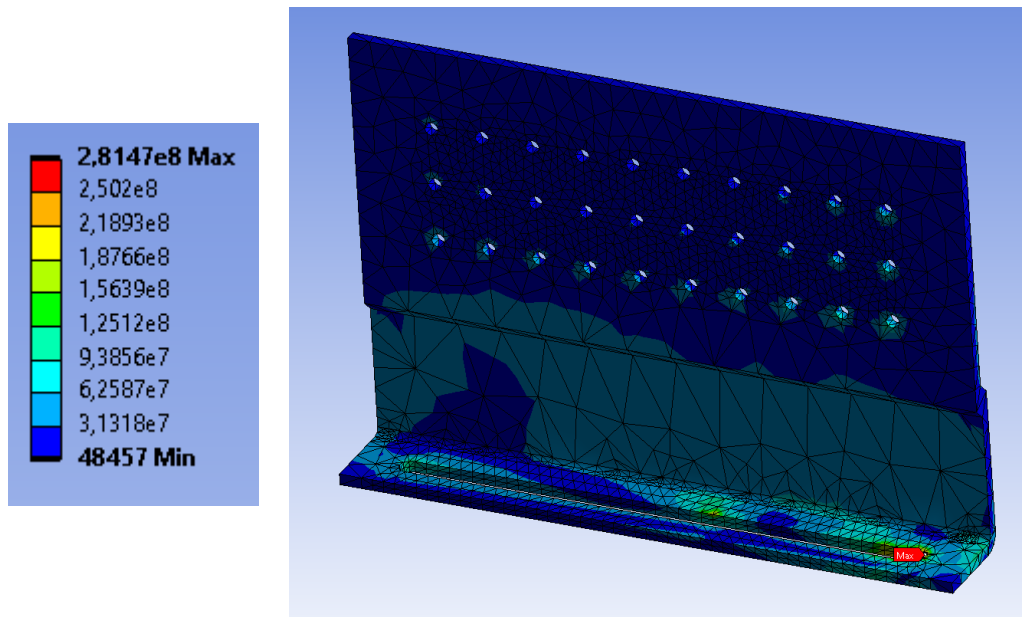 2,8147e8 Max
2,502e8
2,1893e8
1,8766e8
1,5639e8
1,2512e8
9,3856e7
6,2587e7
3,1318e7
48457 Min
Max